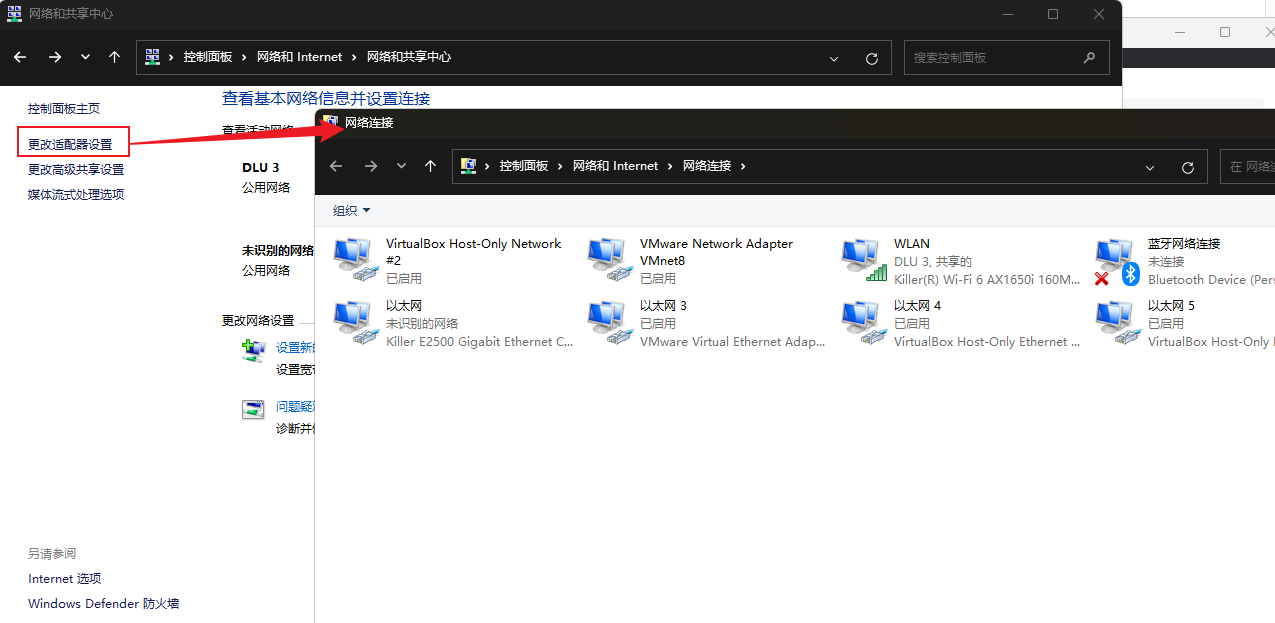 网络和共享中心
控制面板 网络和 Internet 网络和共享中心
搜索控制面板
控制面板主页
更改适配器设置
更改高级共享设置
媒体流式处理选项
另请参阅
Internet 选项
Windows Defender 防火墙
查看基本网络信息并设置连接
查看活动网络
DLU 3
公用网络
未识别的网络
公用网络
更改网络设置
设置新的
设置宽带
问题疑难
诊断并
网络连接
控制面板 网络和 Internet 网络连接
在 网络连
组织
VirtualBox Host-Only Network
#2
已启用
VMware Network Adapter
VMnet8
已启用
WLAN
DLU 3, 共享的
Killer(R) Wi-Fi 6 AX1650i 160M...
蓝牙网络连接
未连接
Bluetooth Device (Pers
以太网
未识别的网络
Killer E2500 Gigabit Ethernet C...
以太网 3
已启用
VMware Virtual Ethernet Adap...
以太网 4
已启用
VirtualBox Host-Only Ethernet ...
以太网 5
已启用
VirtualBox Host-Only